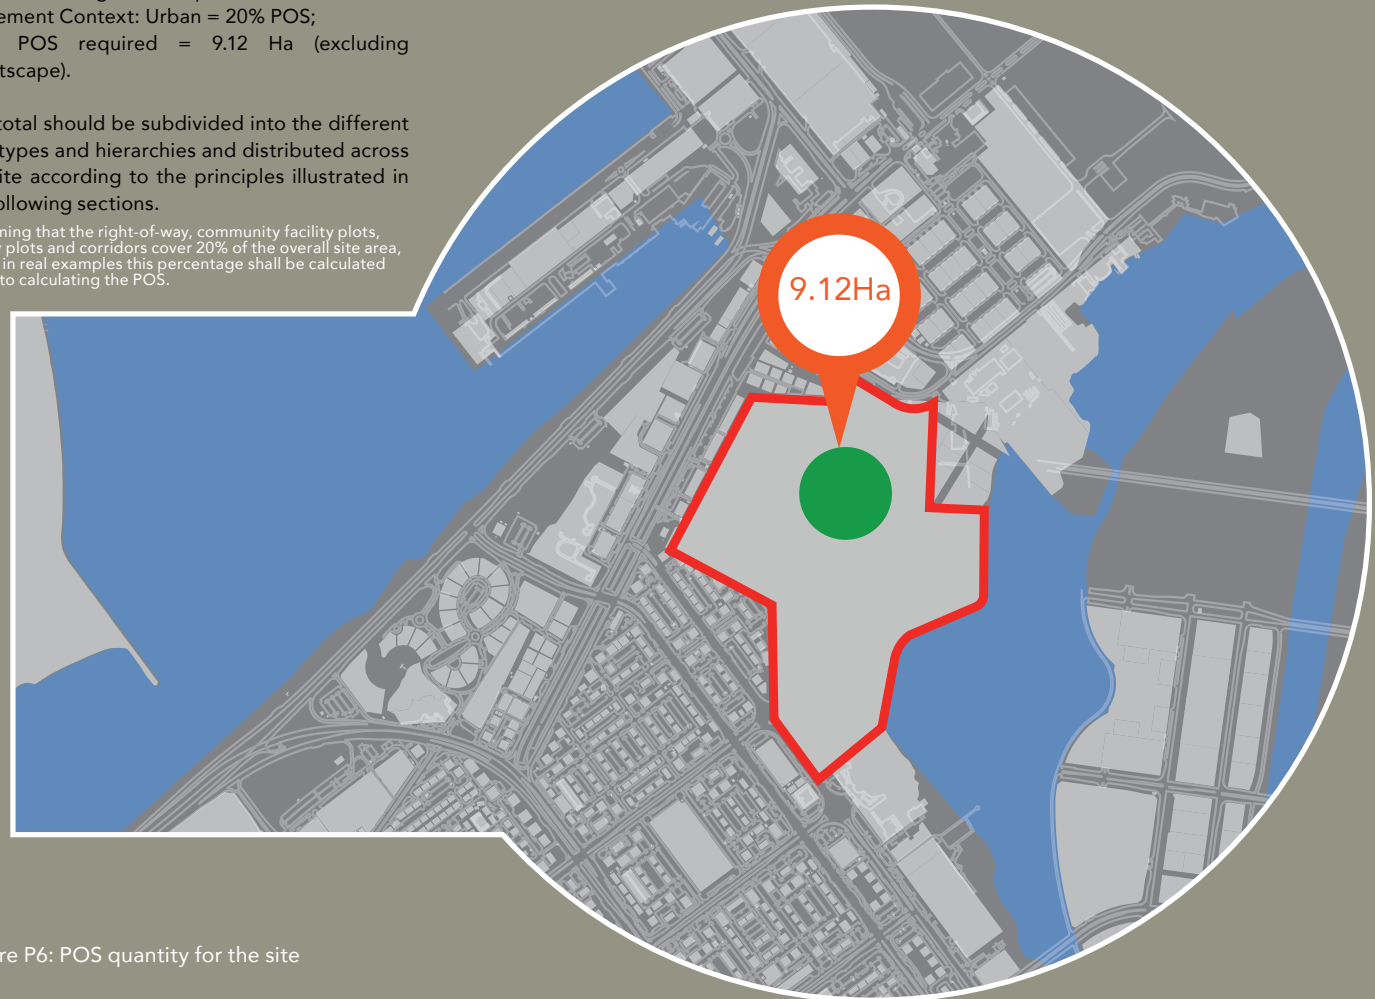 ement Context: Urban = 20% POS;
POS required = 9.12 Ha (excluding
tscape).
total should be subdivided into the different
types and hierarchies and distributed across
ite according to the principles illustrated in
ollowing sections.
ming that the right-of-way, community facility plots,
y plots and corridors cover 20% of the overall site area,
in real examples this percentage shall be calculated
to calculating the POS.
9.12Ha
re P6: POS quantity for the site